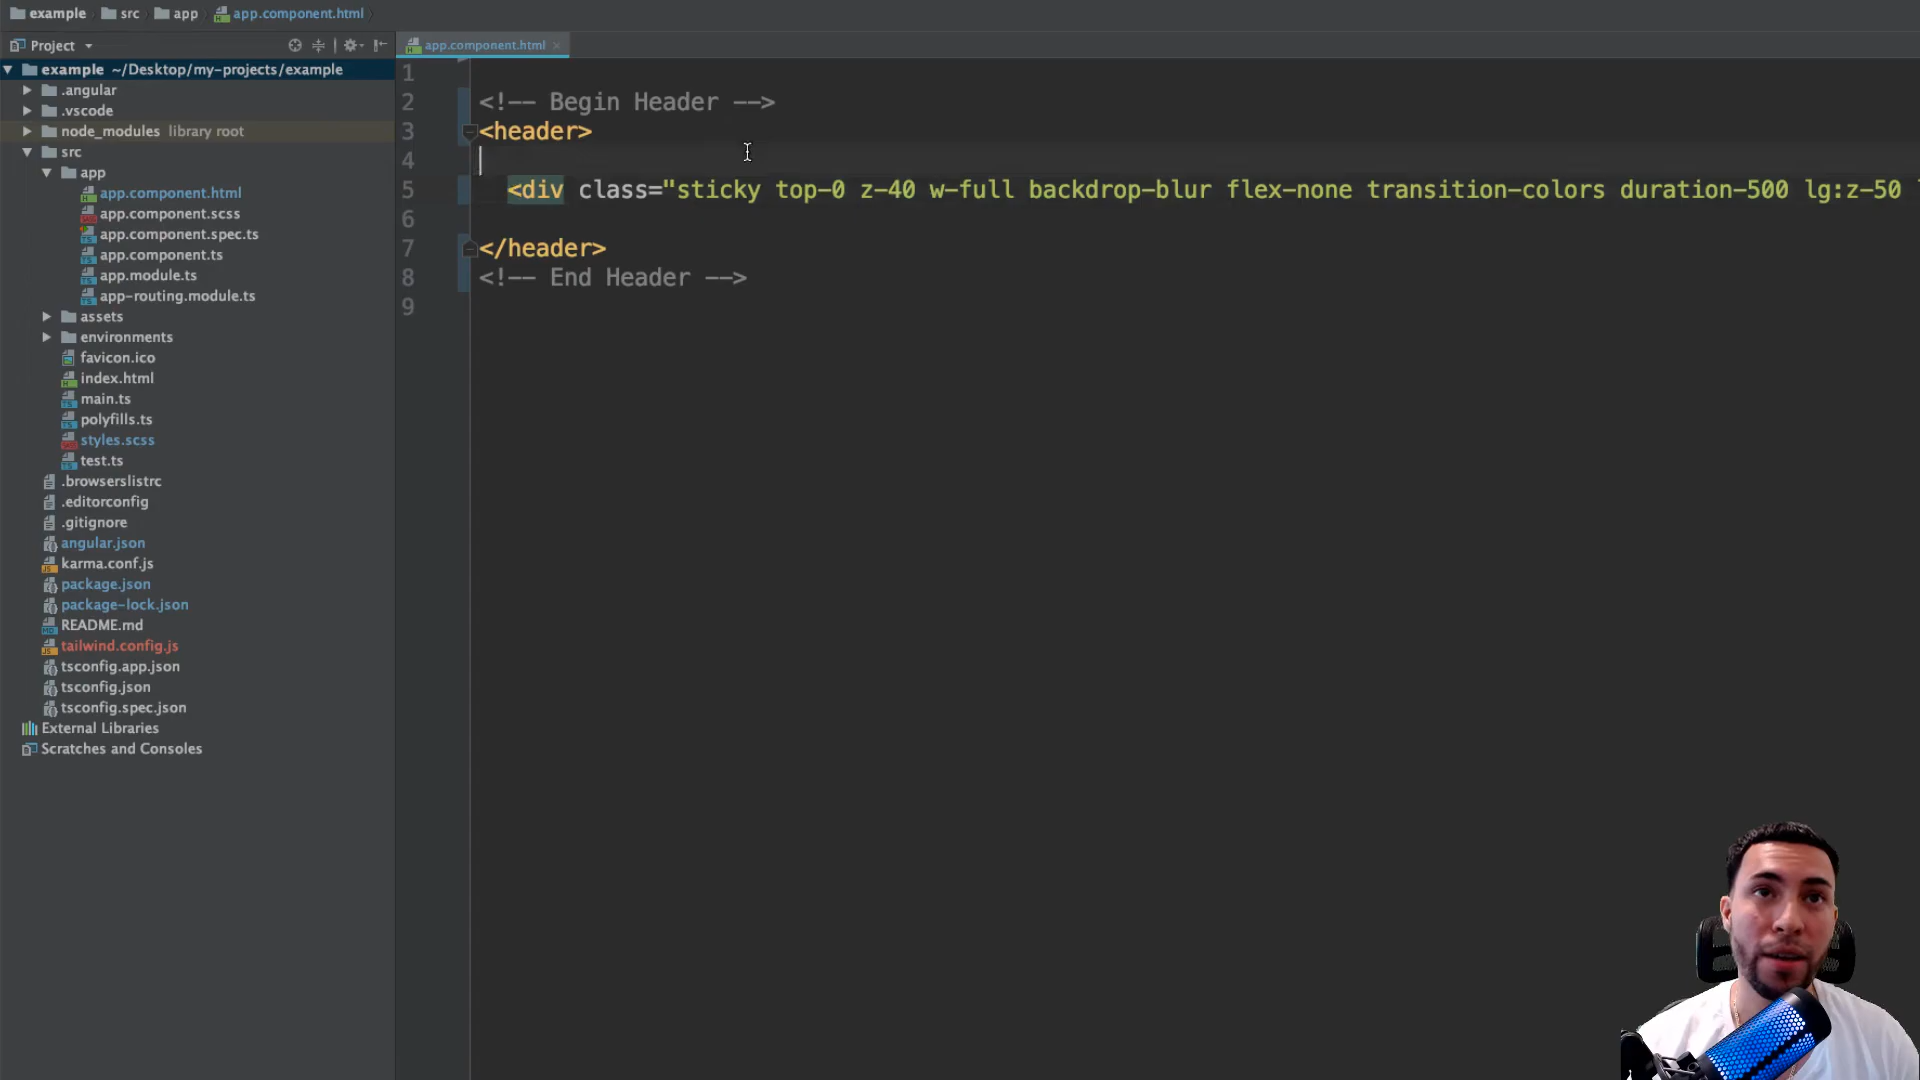 example src app app.component.html
Project
app.component.html
example ~/Desktop/my-projects/example
.angular
.vscode
node_modules library root
src
app
app.component.html
app.component.scss
app.component.spec.ts
app.component.ts
app.module.ts
app-routing.module.ts
assets
environments
favicon.ico
index.html
main.ts
polyfills.ts
styles.scss
test.ts
.browserslistrc
.editorconfig
.gitignore
angular.json
karma.conf.js
package.json
package-lock.json
README.md
tailwind.config.js
tsconfig.app.json
tsconfig.json
tsconfig.spec.json
External Libraries
Scratches and Consoles
1
2 <!-- Begin Header -->
3 <header>
4
5 <div class="sticky top-0 z-40 w-full backdrop-blur flex-none transition-colors duration-500 lg:z-50
6
7 </header>
8 <!-- End Header -->
9